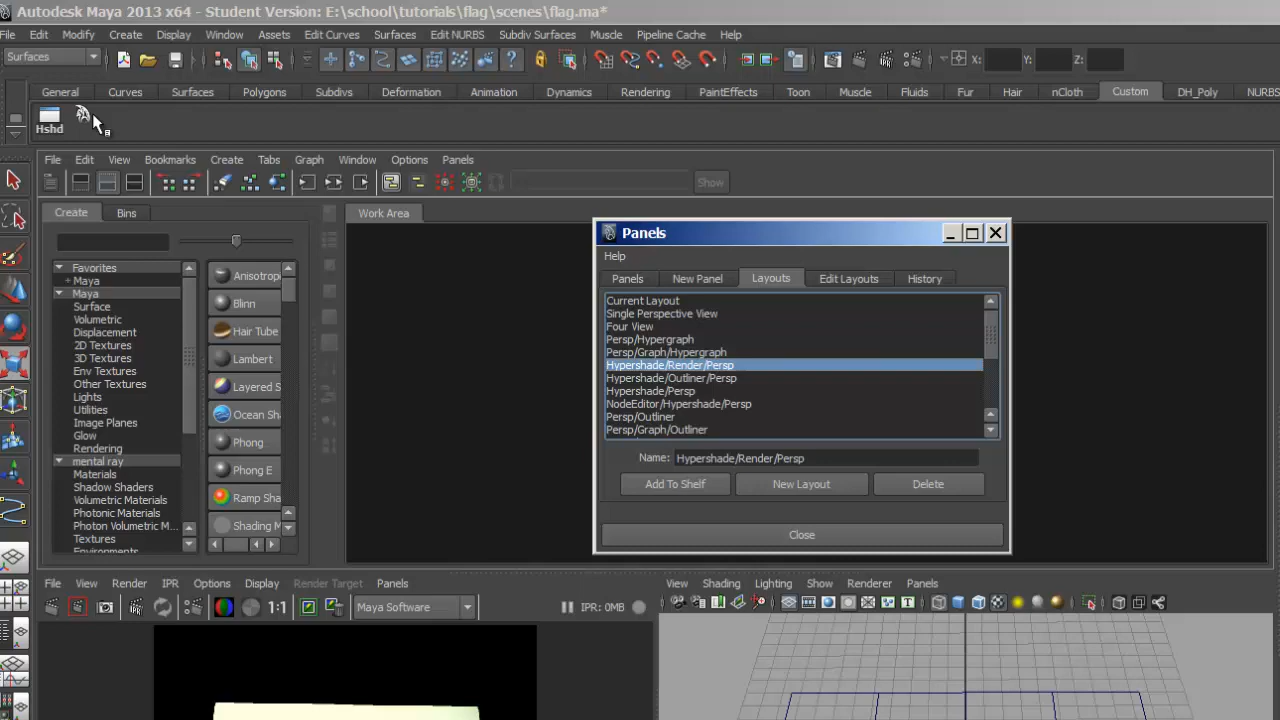 Autodesk Maya 2013 x64 - Student Version: E:\school\tutorials\flag\scenes\flag.ma*
File Edit Modify Create Display Window Assets Edit Curves Surfaces Edit NURBS Subdiv Surfaces Muscle Pipeline Cache Help
Surfaces X: Y: Z:
General Curves Surfaces Polygons Subdivs Deformation Animation Dynamics Rendering PaintEffects Toon Muscle Fluids Fur Hair nCloth Custom DH_Poly NURBS
Hshd
File Edit View Bookmarks Create Tabs Graph Window Options Panels
Show
Create Bins Work Area
Favorites
+ Maya
Maya
Surface
Volumetric
Displacement
2D Textures
3D Textures
Env Textures
Other Textures
Lights
Utilities
Image Planes
Glow
Rendering
mental ray
Materials
Shadow Shaders
Volumetric Materials
Photonic Materials
Photon Volumetric M...
Textures
Environments
Anisotrop
Blinn
Hair Tube
Lambert
Layered S
Ocean Sha
Phong
Phong E
Ramp Sha
Shading M
Panels
Help
Panels New Panel Layouts Edit Layouts History
Current Layout
Single Perspective View
Four View
Persp/Hypergraph
Persp/Graph/Hypergraph
Hypershade/Render/Persp
Hypershade/Outliner/Persp
Hypershade/Persp
NodeEditor/Hypershade/Persp
Persp/Outliner
Persp/Graph/Outliner
Name: Hypershade/Render/Persp
Add To Shelf New Layout Delete
Close
File View Render IPR Options Display Render Target Panels
1:1 Maya Software IPR: 0MB
View Shading Lighting Show Renderer Panels